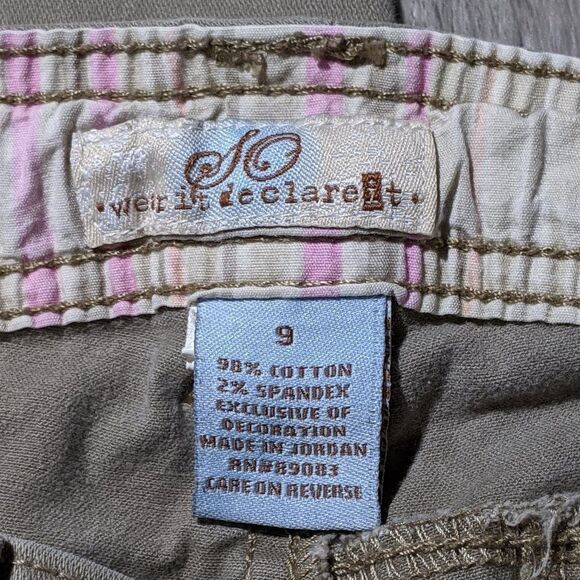 SO
• wear it declare it •
9
98% COTTON
2% SPANDEX
EXCLUSIVE OF
DECORATION
MADE IN JORDAN
RN#89083
CARE ON REVERSE